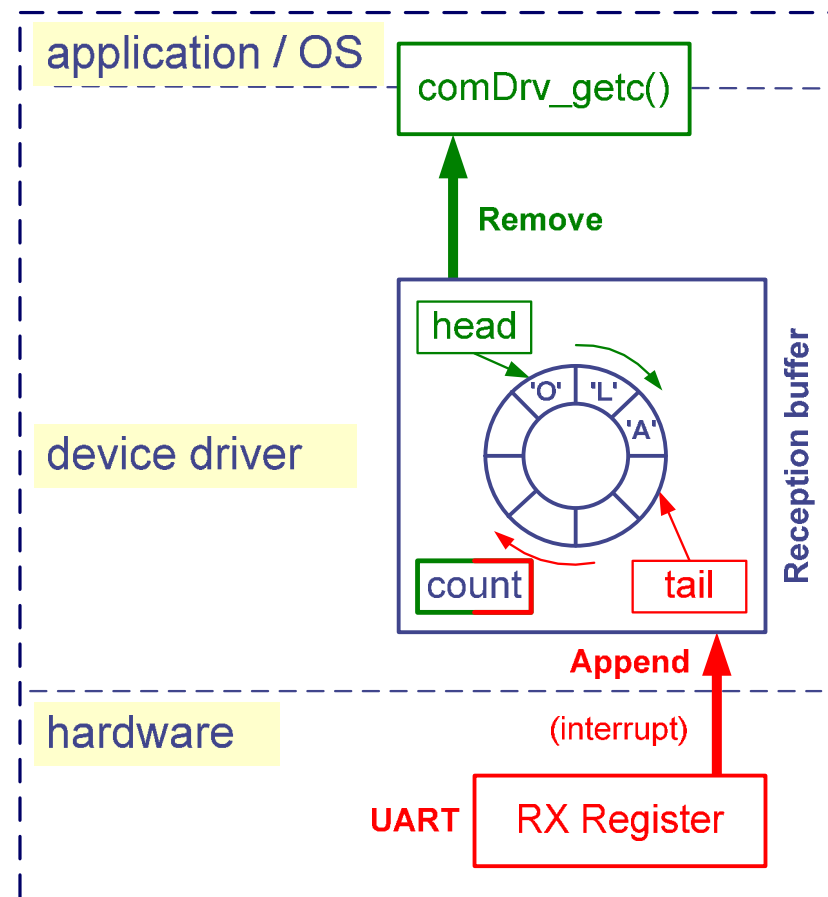 application / OS
comDrv_getc()
Remove
head
'O' 'L' 'A'
Reception buffer
device driver
count
tail
Append
hardware
(interrupt)
UART
RX Register